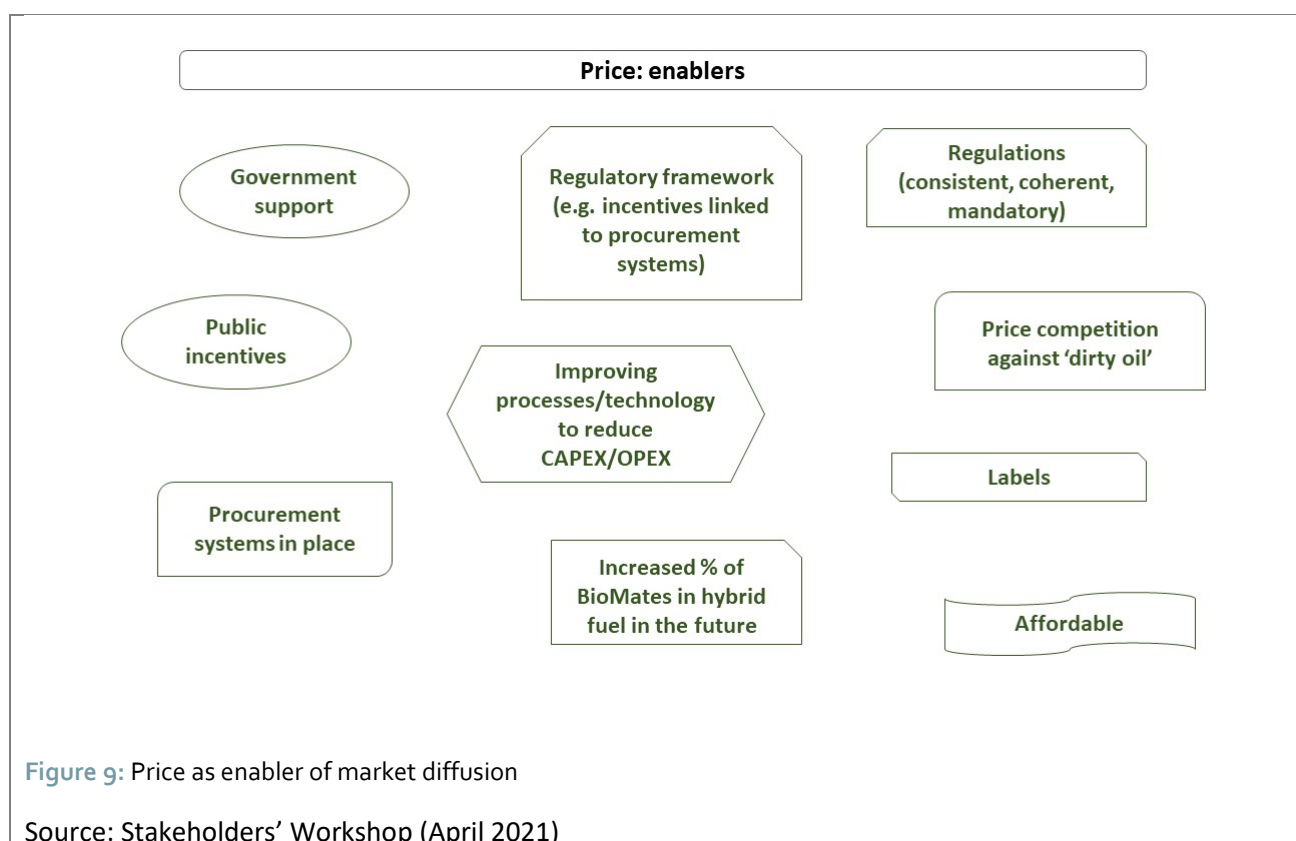 Price: enablers
Government
support
Regulatory framework
(e.g. incentives linked
to procurement
systems)
Regulations
(consistent, coherent,
mandatory)
Public
incentives
Price competition
against ‘dirty oil’
Improving
processes/technology
to reduce
CAPEX/OPEX
Labels
Procurement
systems in place
Increased % of
BioMates in hybrid
fuel in the future
Affordable
Figure 9: Price as enabler of market diffusion
Source: Stakeholders’ Workshop (April 2021)